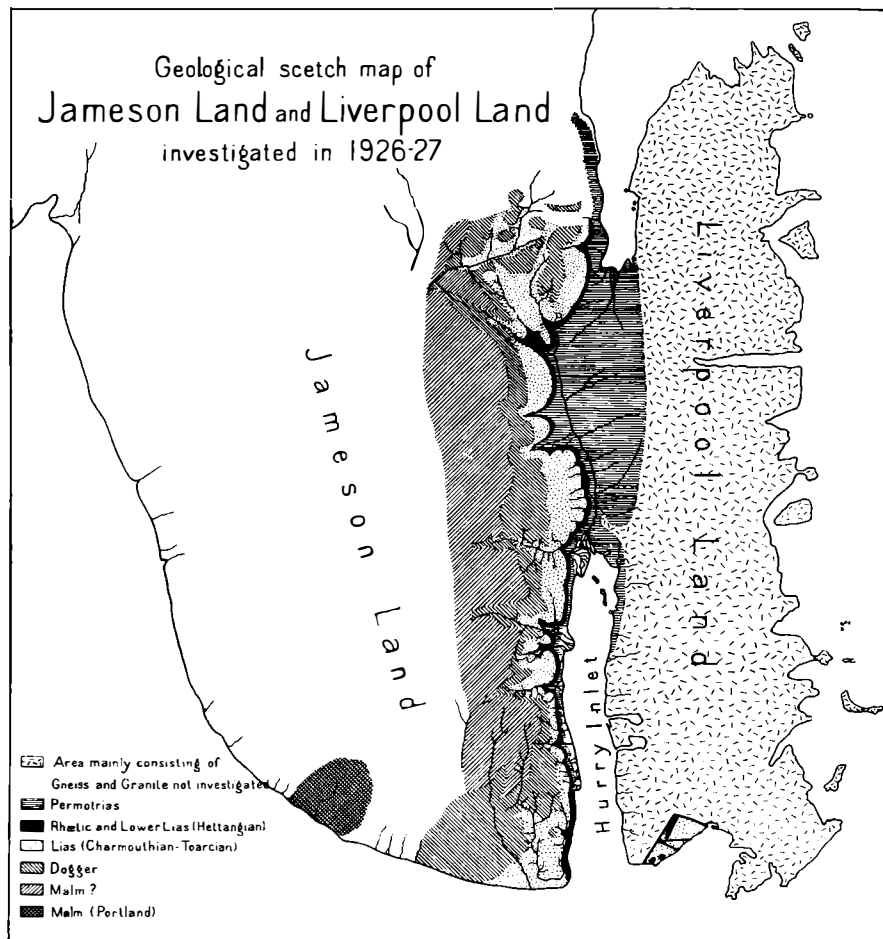 Geological scetch map of
Jameson Land and Liverpool Land
investigated in 1926-27
Jameson Land
Liverpool Land
Hurry Inlet
Area mainly consisting of
Gneiss and Granite not investigated
Permotrias
Rhætic and Lower Lias (Hettangian)
Lias (Charmouthian-Toarcian)
Dogger
Malm ?
Malm (Portland)